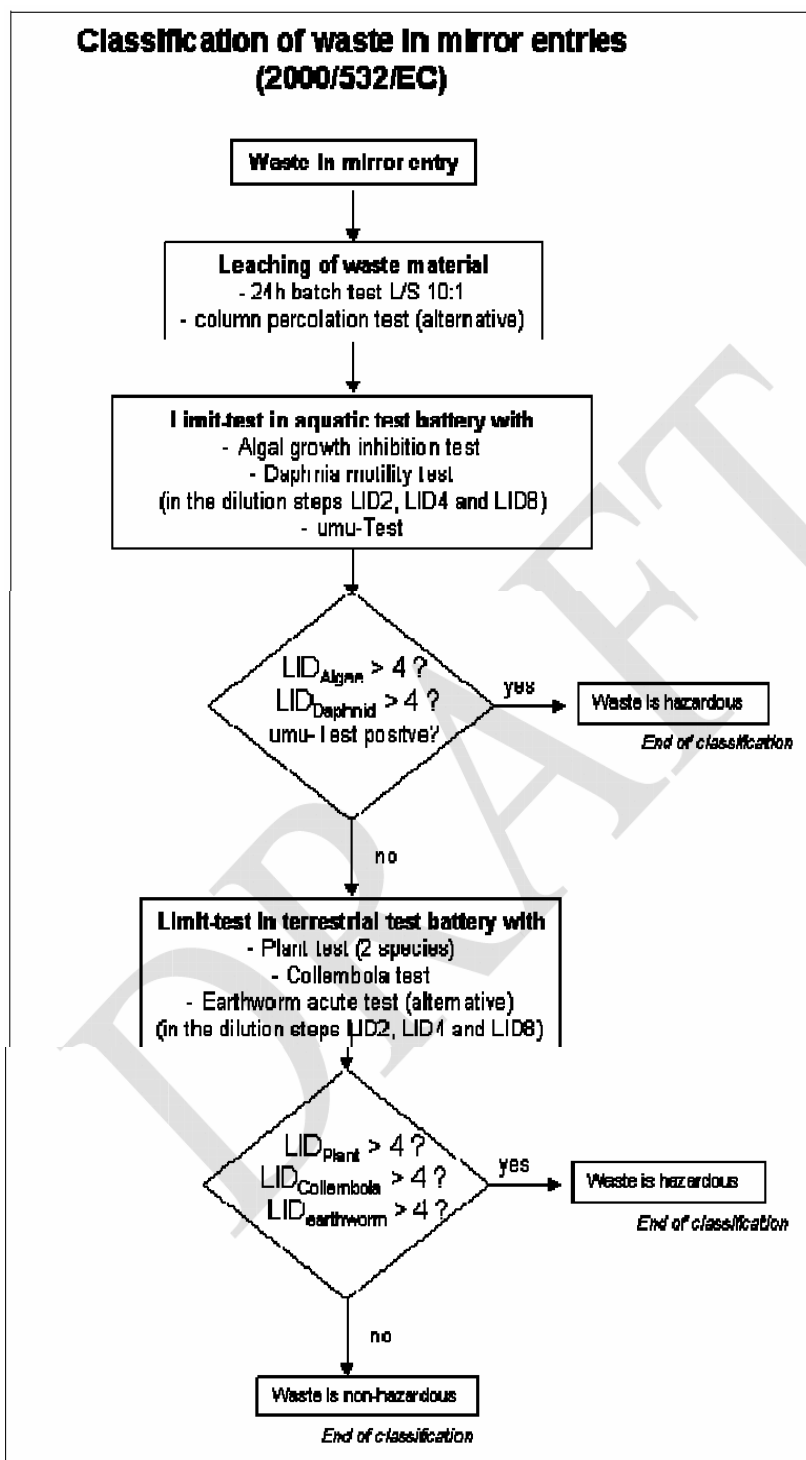 Classification of waste in mirror entries
(2000/532/EC)
Waste in mirror entry
Leaching of waste material
- 24h batch test L/S 10:1
- column percolation test (alternative)
Limit-test in aquatic test battery with
- Algal growth inhibition test
- Daphnia motility test
(in the dilution steps LID2, LID4 and LID8)
- umu-Test
LID Algae > 4 ?
LID Daphnid > 4 ?
umu-Test positve?
yes
Waste is hazardous
End of classification
no
Limit-test in terrestrial test battery with
- Plant test (2 species)
- Collembola test
- Earthworm acute test (alternative)
(in the dilution steps LID2, LID4 and LID8)
LID Plant > 4 ?
LID Collembola > 4 ?
LID earthworm > 4 ?
yes
Waste is hazardous
End of classification
no
Waste is non-hazardous
End of classification
DRAFT